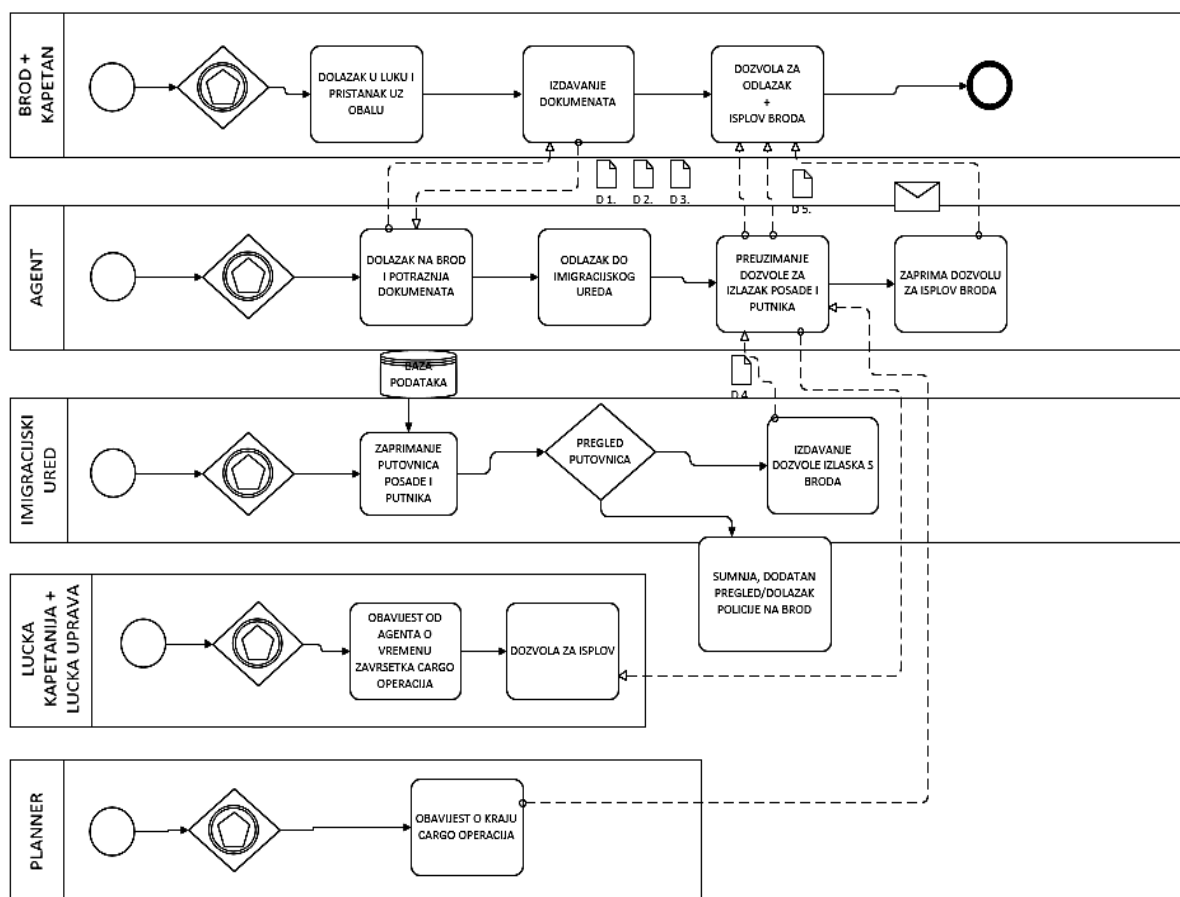 BROD +
KAPETAN
DOLAZAK U LUKU I
PRISTANAK UZ
OBALU
IZDAVANJE
DOKUMENATA
DOZVOLA ZA
ODLAZAK
+
ISPLOV BRODA
D 1.
D 2.
D 3.
D 5.
AGENT
DOLAZAK NA BROD
I POTRAZNJA
DOKUMENATA
ODLAZAK DO
IMIGRACIJSKOG
UREDA
PREUZIMANJE
DOZVOLE ZA
IZLAZAK POSADE I
PUTNIKA
ZAPRIMA DOZVOLU
ZA ISPLOV BRODA
BAZA
PODATAKA
D 4.
IMIGRACIJSKI
URED
ZAPRIMANJE
PUTOVNICA
POSADE I
PUTNIKA
PREGLED
PUTOVNICA
IZDAVANJE
DOZVOLE IZLASKA S
BRODA
SUMNJA, DODATAN
PREGLED/DOLAZAK
POLICIJE NA BROD
LUCKA
KAPETANIJA +
LUCKA UPRAVA
OBAVIJEST OD
AGENTA O
VREMENU
ZAVRSETKA CARGO
OPERACIJA
DOZVOLA ZA ISPLOV
PLANNER
OBAVIJEST O KRAJU
CARGO OPERACIJA